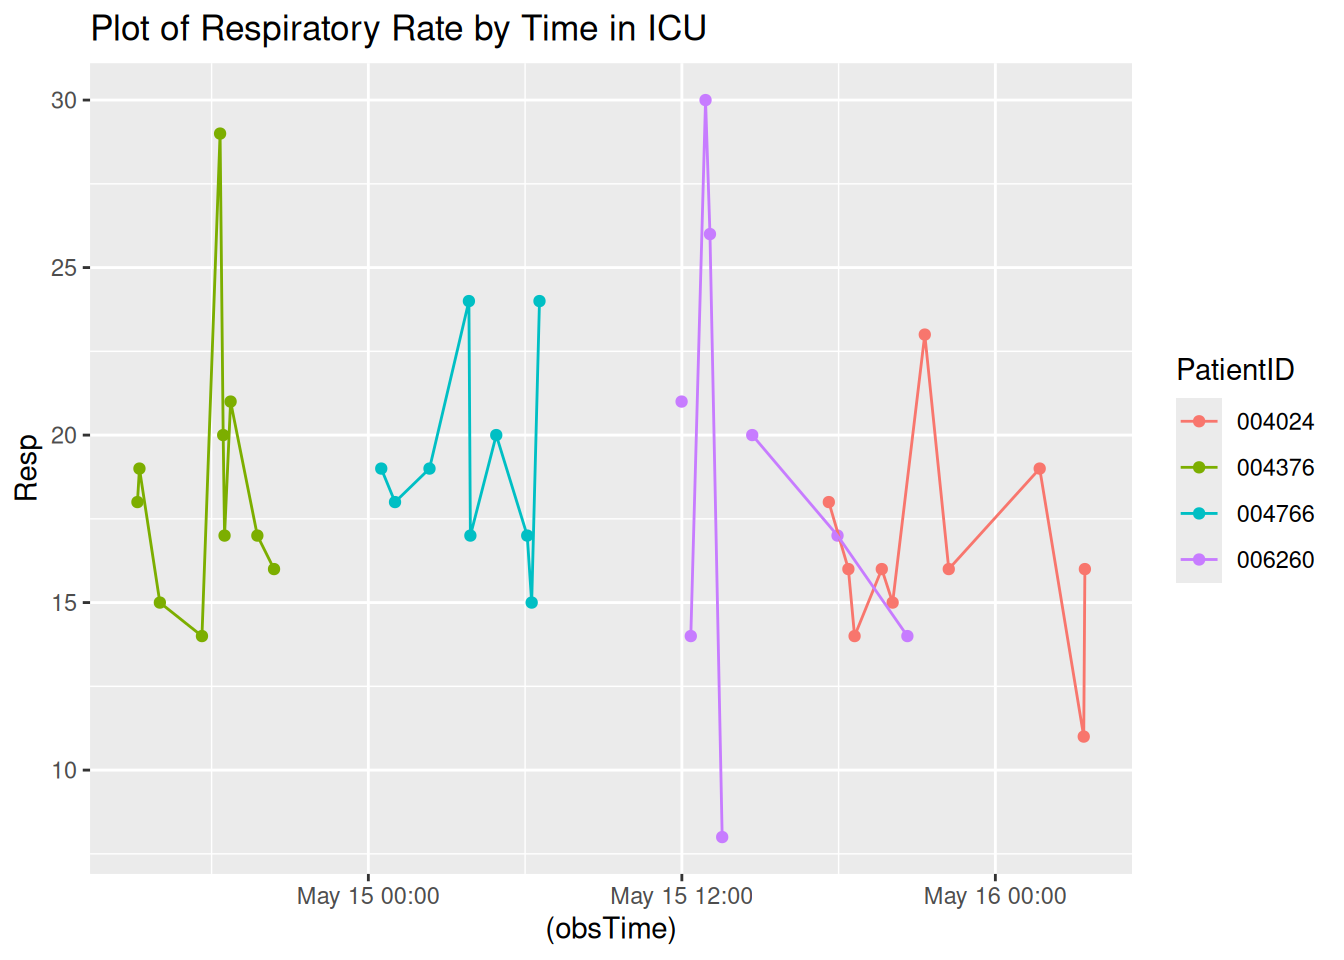 Plot of Respiratory Rate by Time in ICU
30
25
20
15
10
Resp
May 15 00:00
May 15 12:00
May 16 00:00
(obsTime)
PatientID
004024
004376
004766
006260